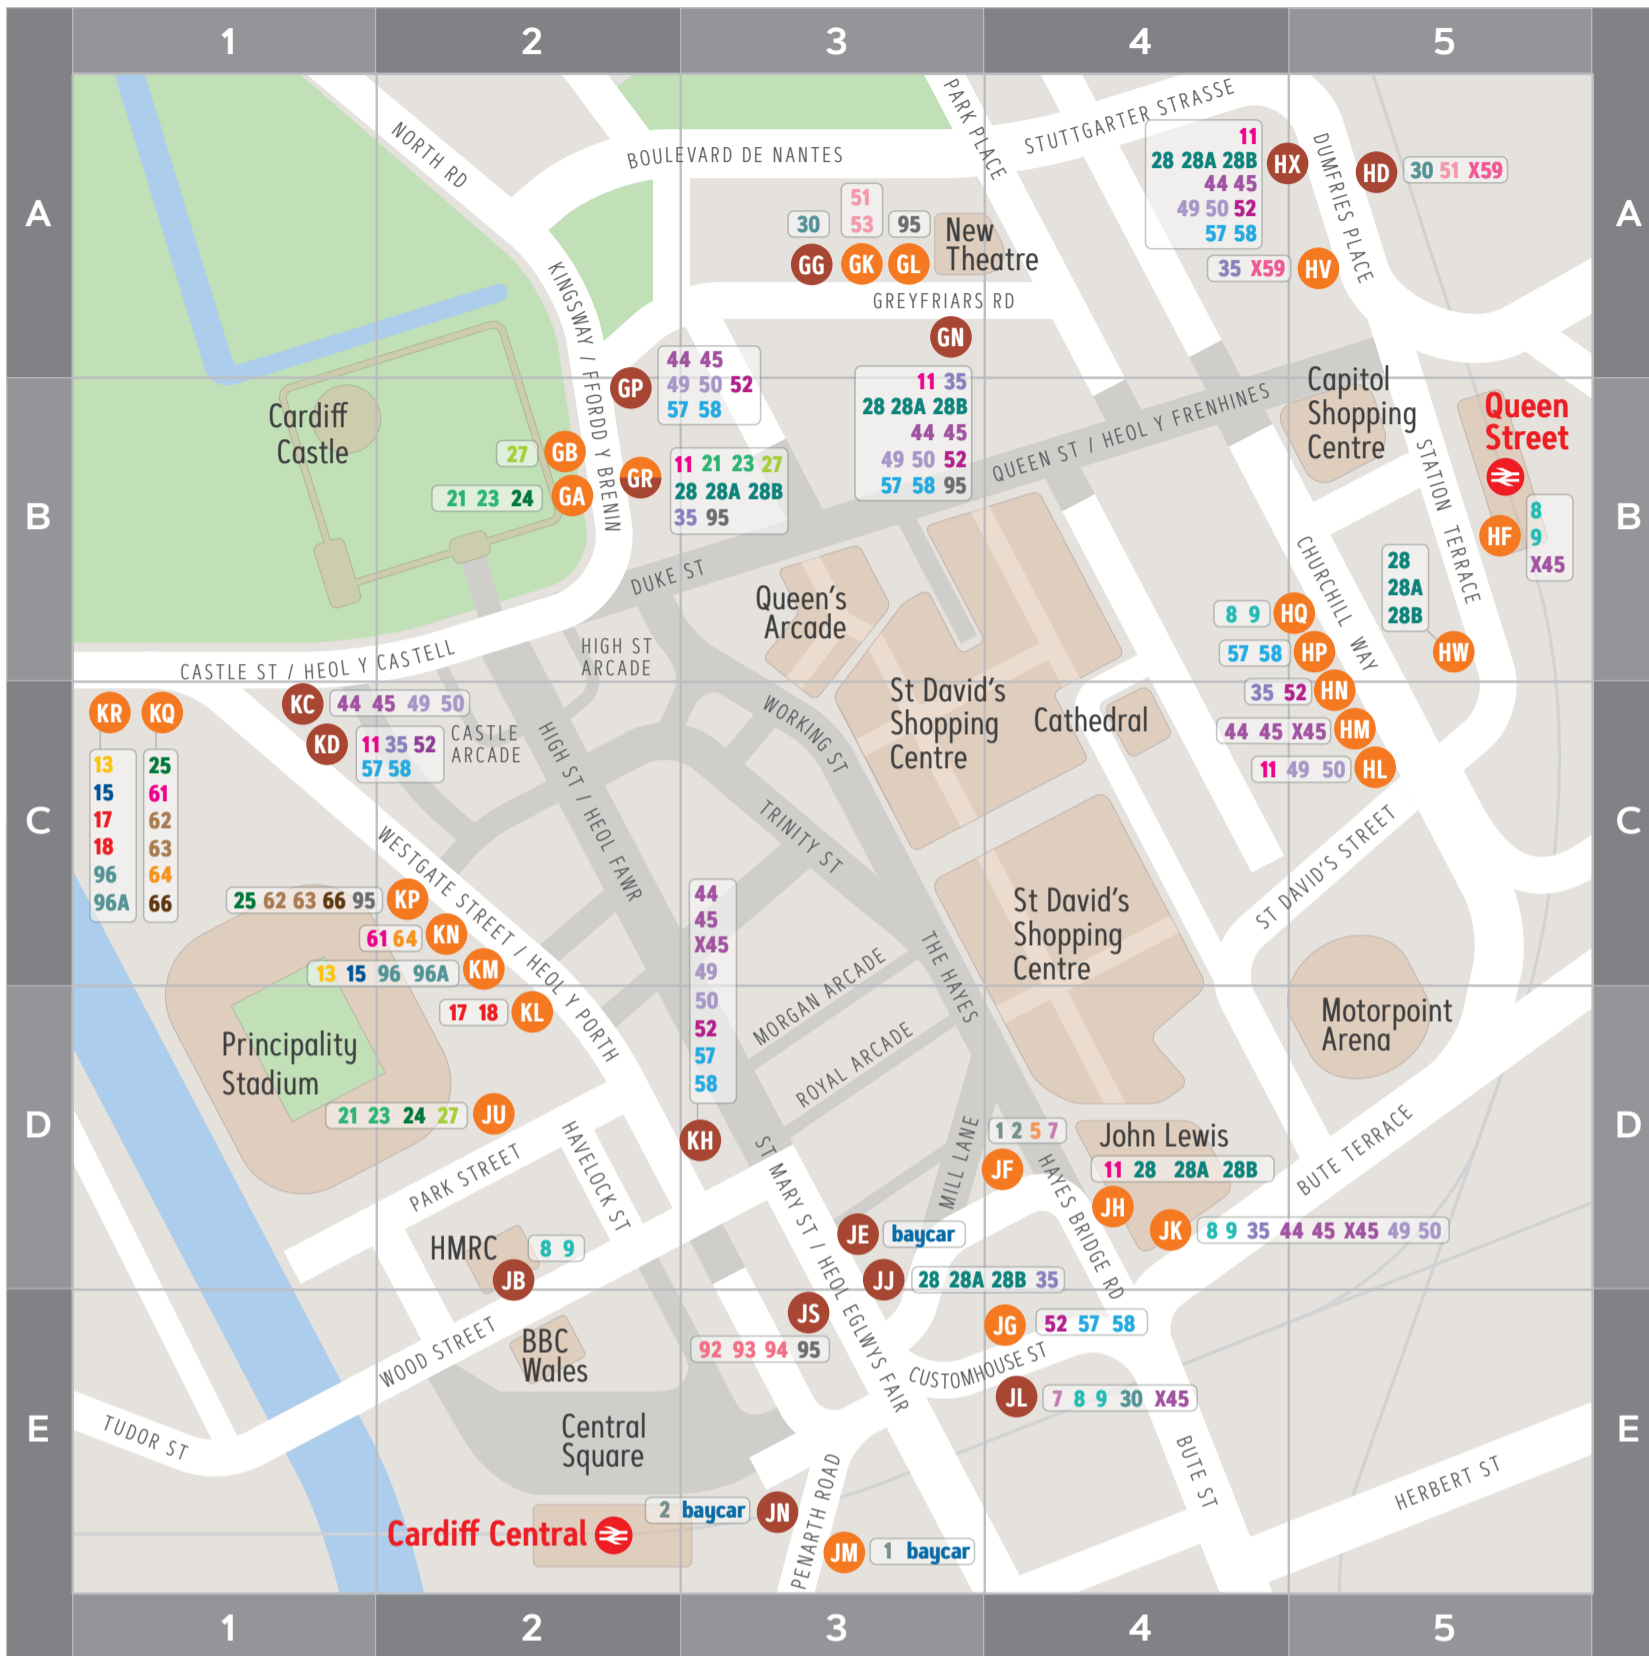 1
2
3
4
5
A
A
NORTH RD
BOULEVARD DE NANTES
PARK PLACE
STUTTGARTER STRASSE
DUMFRIES PLACE
11
28 28A 28B
44 45
49 50 52
57 58
HX
HD
30 51 X59
35 X59
HV
30
51
53
95
GG
GK
GL
New
Theatre
GREYFRIARS RD
GN
KINGSWAY / FFORDD Y BRENIN
GP
44 45
49 50 52
57 58
11 35
28 28A 28B
44 45
49 50 52
57 58 95
B
B
Cardiff
Castle
27
GB
21 23 24
GA
GR
11 21 23 27
28 28A 28B
35 95
QUEEN ST / HEOL Y FRENHINES
Capitol
Shopping
Centre
Queen
Street
STATION TERRACE
HF
8
9
X45
28
28A
28B
HW
CHURCHILL WAY
8 9
HQ
57 58
HP
35 52
HN
44 45 X45
HM
11 49 50
HL
DUKE ST
Queen's
Arcade
HIGH ST
ARCADE
CASTLE ST / HEOL Y CASTELL
C
C
KR
KQ
13
15
17
18
96
96A
25
61
62
63
64
66
KC
44 45 49 50
KD
11 35 52
57 58
CASTLE
ARCADE
HIGH ST / HEOL FAWR
WORKING ST
St David's
Shopping
Centre
Cathedral
TRINITY ST
WESTGATE STREET / HEOL Y PORTH
25 62 63 66 95
KP
61 64
KN
13 15 96 96A
KM
17 18
KL
44
45
X45
49
50
52
57
58
KH
THE HAYES
St David's
Shopping
Centre
ST DAVID'S STREET
MORGAN ARCADE
ROYAL ARCADE
Motorpoint
Arena
D
D
Principality
Stadium
21 23 24 27
JU
PARK STREET
HAVELOCK ST
ST MARY ST / HEOL EGLWYS FAIR
MILL LANE
1 2 5 7
JF
HAYES BRIDGE RD
John Lewis
11 28 28A 28B
JH
JK
8 9 35 44 45 X45 49 50
BUTE TERRACE
HMRC
8 9
JB
JE
baycar
JJ
28 28A 28B 35
E
E
JS
92 93 94 95
JG
52 57 58
CUSTOMHOUSE ST
JL
7 8 9 30 X45
WOOD STREET
BBC
Wales
TUDOR ST
Central
Square
Cardiff Central
2 baycar
JN
PENARTH ROAD
JM
1 baycar
BUTE ST
HERBERT ST
1
2
3
4
5